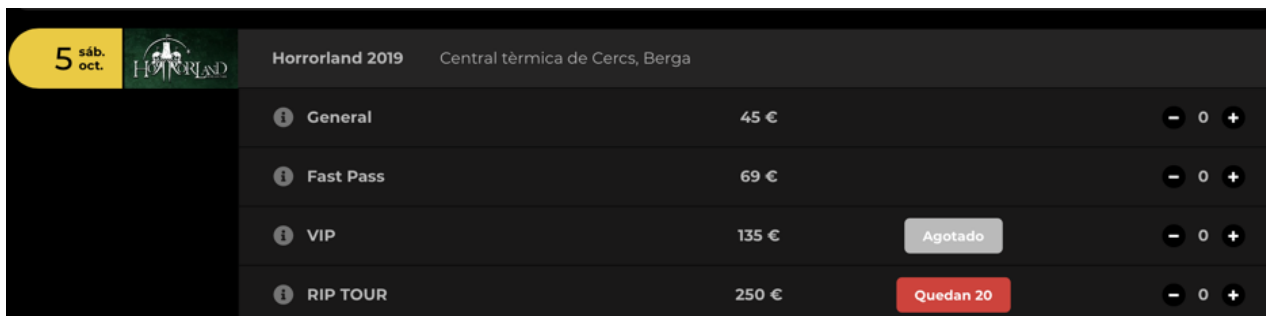 5 sáb. oct. HORRORLAND Horrorland 2019 Central tèrmica de Cercs, Berga
General 45 € - 0 +
Fast Pass 69 € - 0 +
VIP 135 € Agotado - 0 +
RIP TOUR 250 € Quedan 20 - 0 +